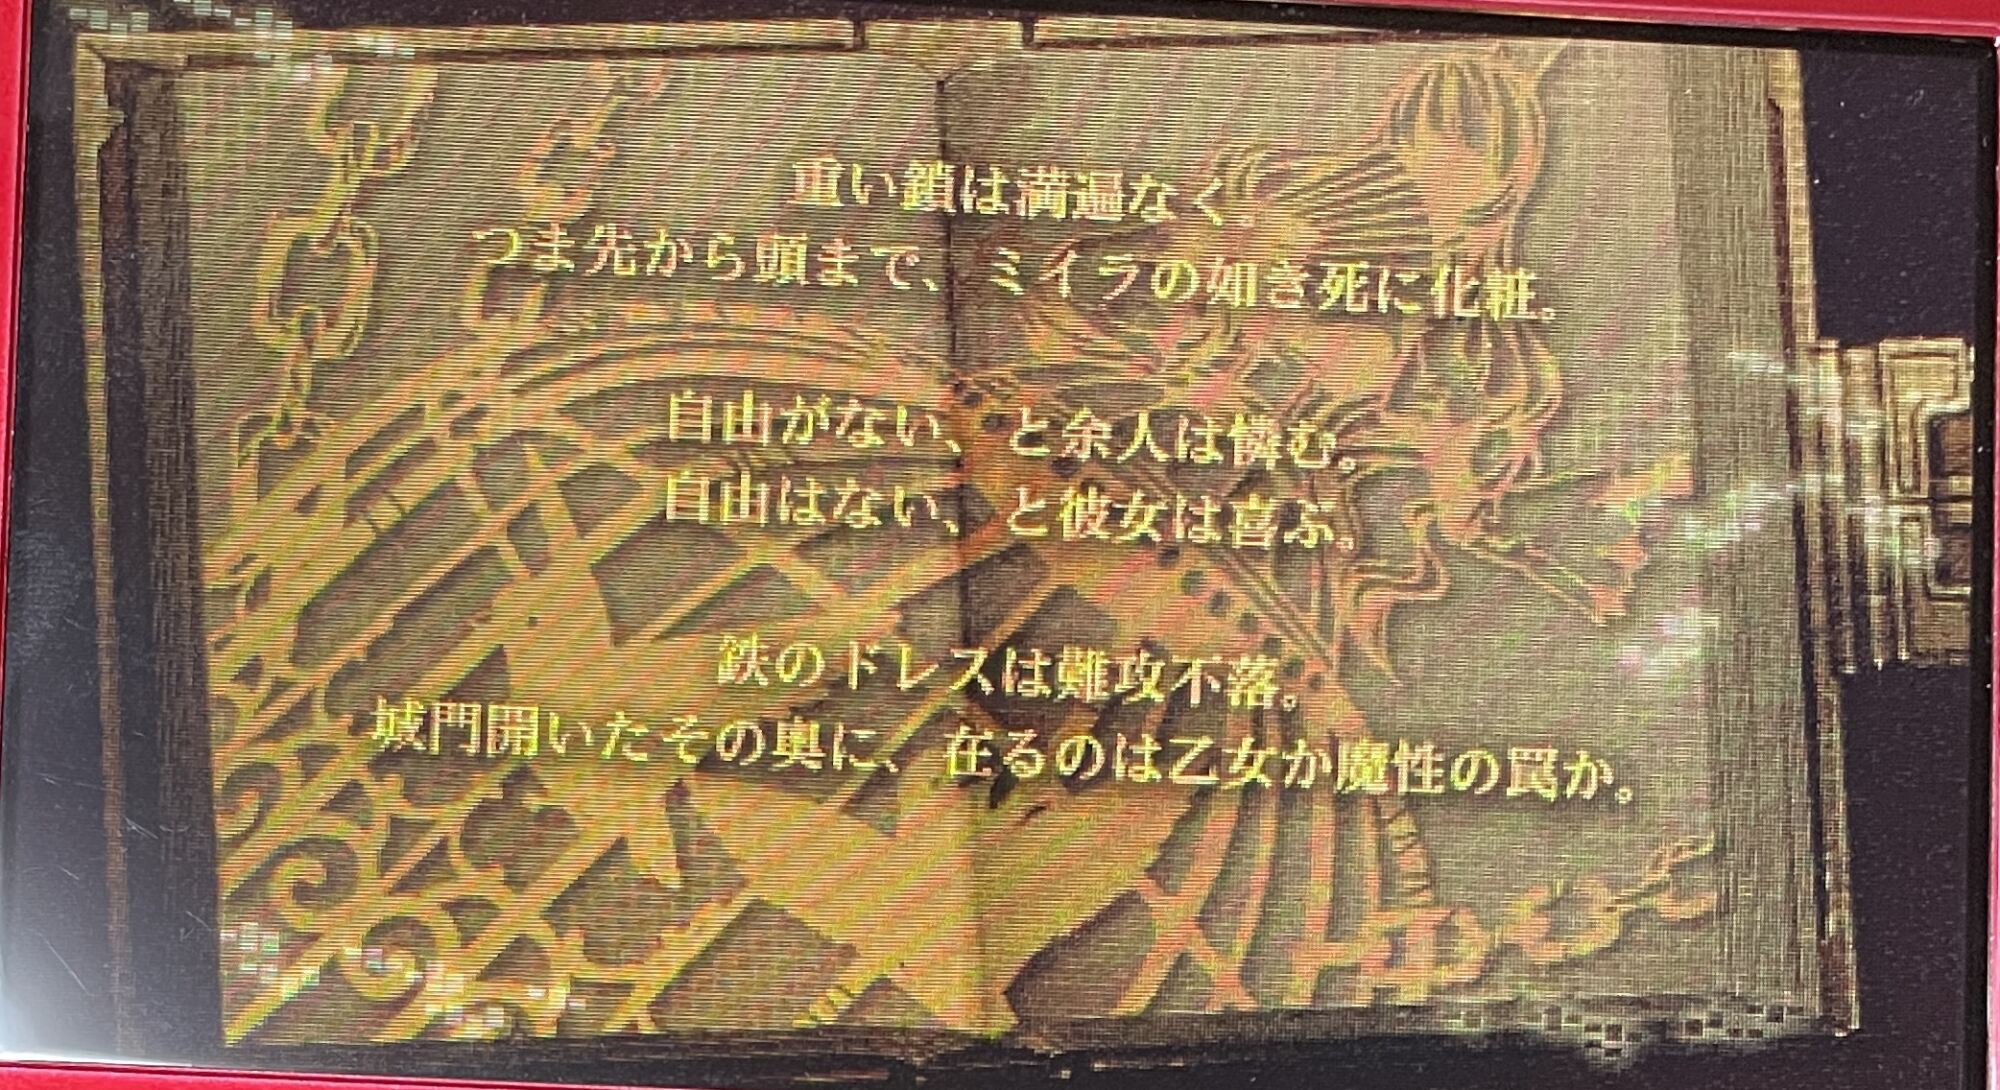 重い鎖は満遍なく。
つま先から頭まで、ミイラの如き死に化粧。
自由がない、と余人は憐む。
自由はない、と彼女は喜ぶ。
鉄のドレスは難攻不落。
城門開いたその奥に、在るのは乙女か魔性の罠か。